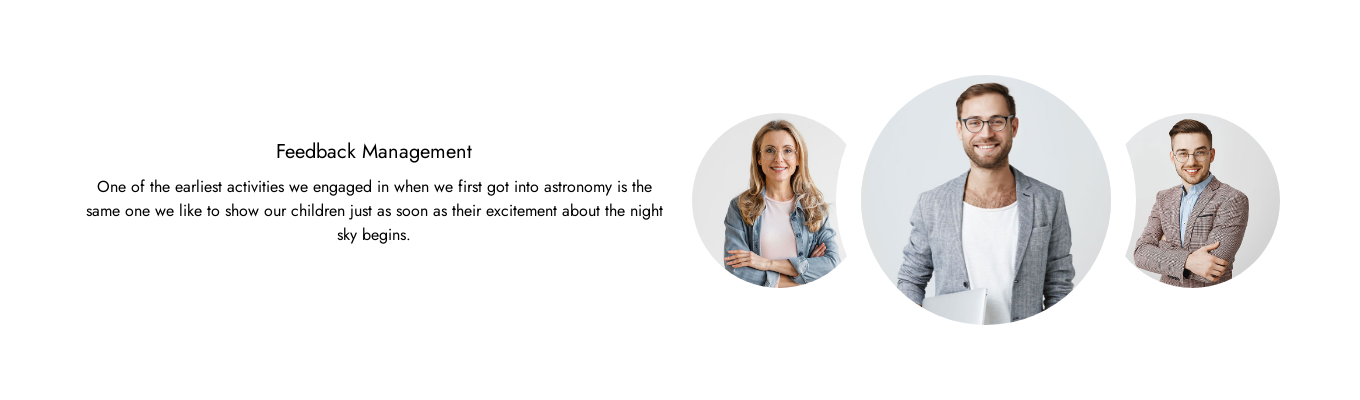 Feedback Management
One of the earliest activities we engaged in when we first got into astronomy is the
same one we like to show our children just as soon as their excitement about the night
sky begins.